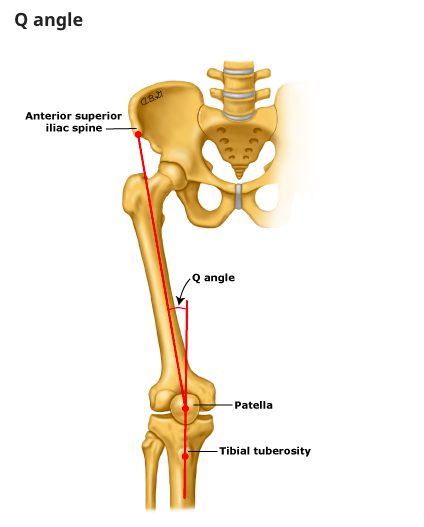 Q angle
Anterior superior
iliac spine
Q angle
Patella
Tibial tuberosity